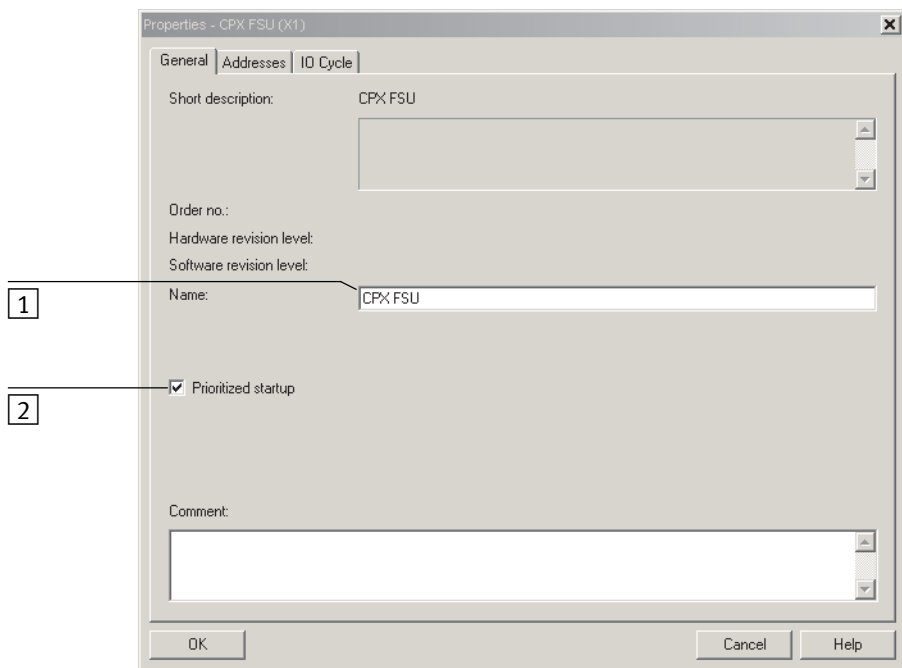 Properties - CPX FSU (X1)
General Addresses IO Cycle
Short description: CPX FSU
Order no.:
Hardware revision level:
Software revision level:
1
Name: CPX FSU
2
Prioritized startup
Comment:
OK Cancel Help